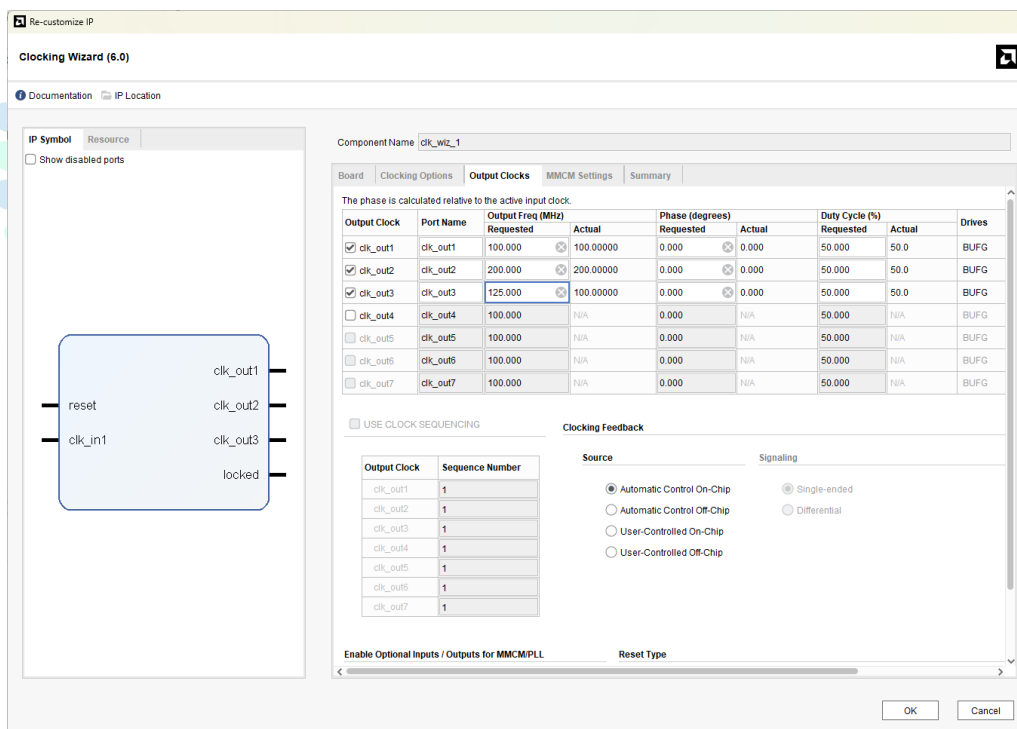 Re-customize IP
Clocking Wizard (6.0)
Documentation IP Location
IP Symbol Resource
Show disabled ports
reset
clk_in1
clk_out1
clk_out2
clk_out3
locked
Component Name clk_wiz_1
Board Clocking Options Output Clocks MMCM Settings Summary
The phase is calculated relative to the active input clock.
Output Clock Port Name Output Freq (MHz) Phase (degrees) Duty Cycle (%) Drives
Requested Actual Requested Actual Requested Actual
clk_out1 clk_out1 100.000 100.00000 0.000 0.000 50.000 50.0 BUFG
clk_out2 clk_out2 200.000 200.00000 0.000 0.000 50.000 50.0 BUFG
clk_out3 clk_out3 125.000 100.00000 0.000 0.000 50.000 50.0 BUFG
clk_out4 clk_out4 100.000 N/A 0.000 N/A 50.000 N/A BUFG
clk_out5 clk_out5 100.000 N/A 0.000 N/A 50.000 N/A BUFG
clk_out6 clk_out6 100.000 N/A 0.000 N/A 50.000 N/A BUFG
clk_out7 clk_out7 100.000 N/A 0.000 N/A 50.000 N/A BUFG
USE CLOCK SEQUENCING
Output Clock Sequence Number
clk_out1 1
clk_out2 1
clk_out3 1
clk_out4 1
clk_out5 1
clk_out6 1
clk_out7 1
Clocking Feedback
Source Signaling
Automatic Control On-Chip Single-ended
Automatic Control Off-Chip Differential
User-Controlled On-Chip
User-Controlled Off-Chip
Enable Optional Inputs / Outputs for MMCM/PLL Reset Type
OK Cancel